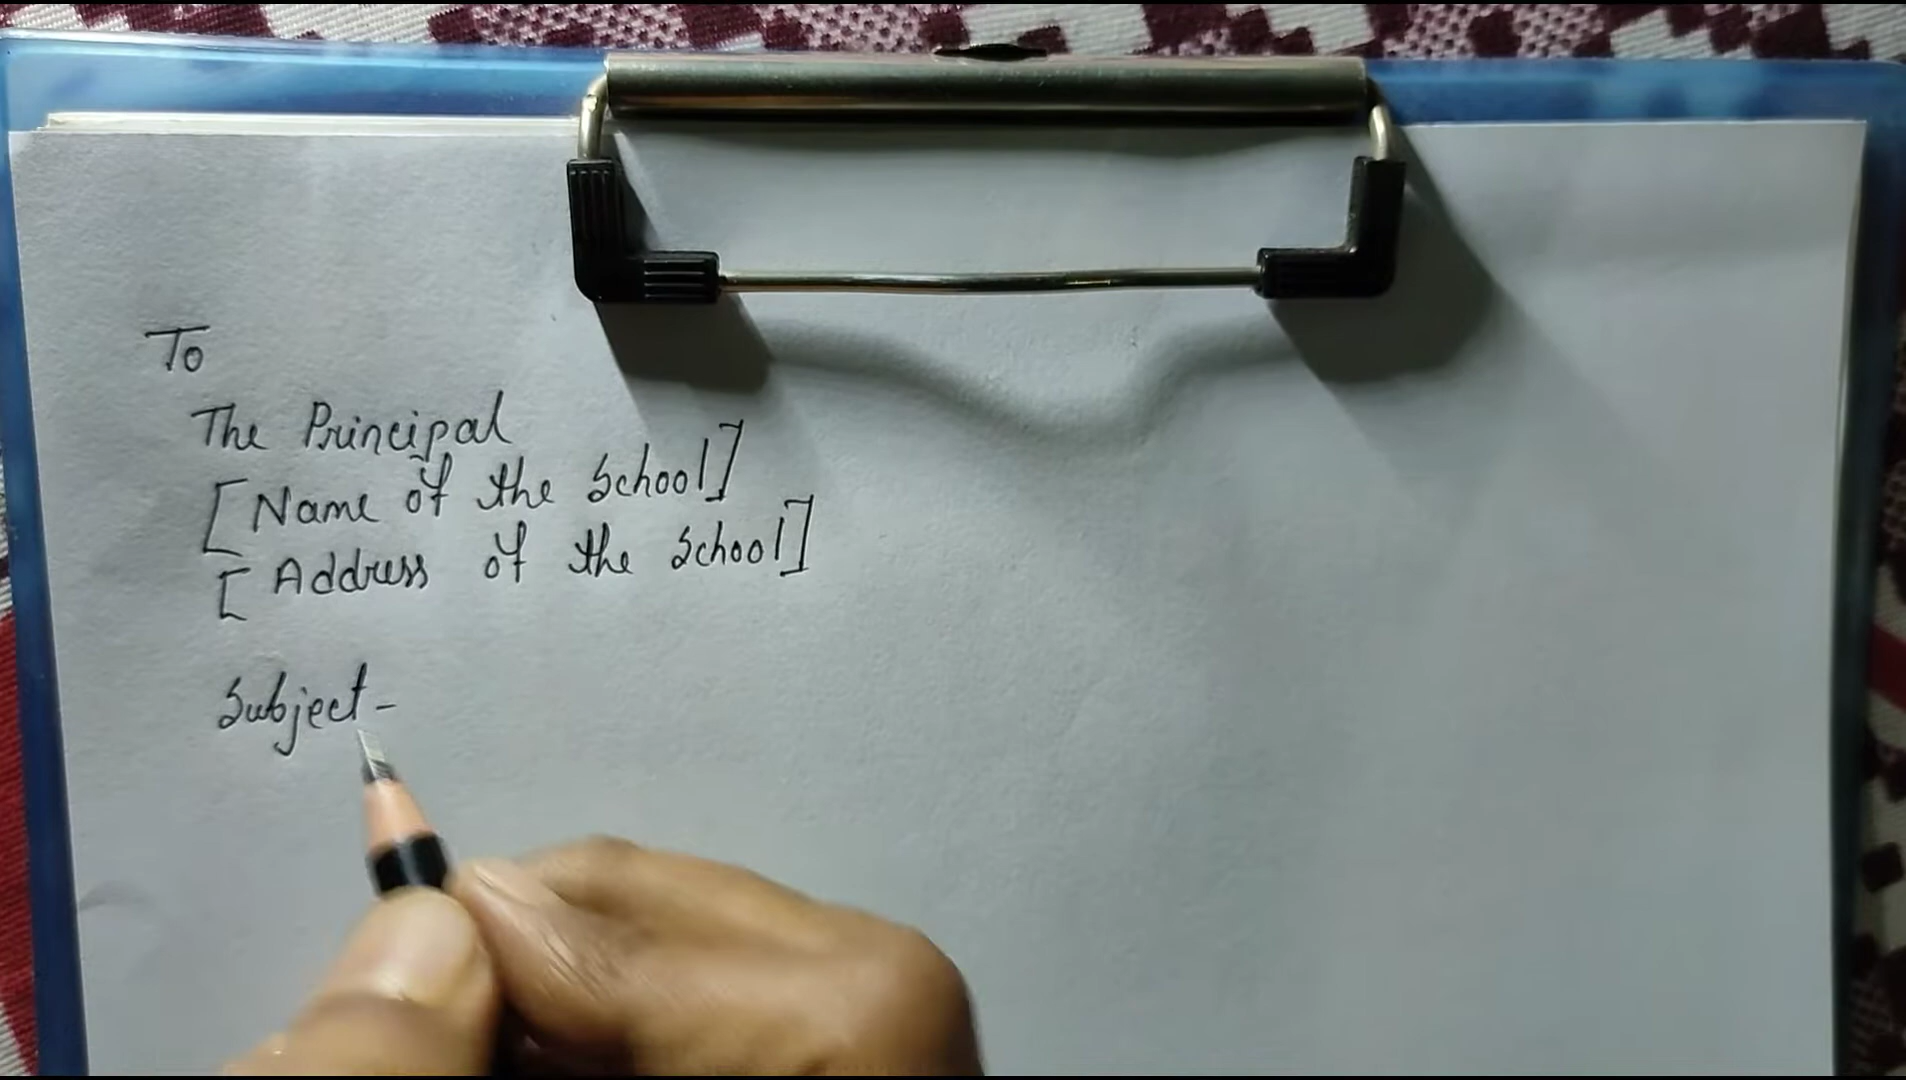 To
The Principal
[Name of the School]
[Address of the School]
Subject-